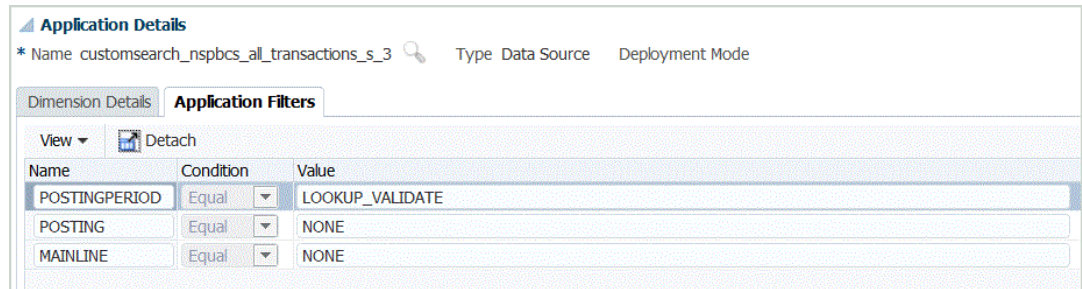 Application Details
* Name customsearch_nspbcs_all_transactions_s_3 Type Data Source Deployment Mode
Dimension Details Application Filters
View Detach
Name Condition Value
POSTINGPERIOD Equal LOOKUP_VALIDATE
POSTING Equal NONE
MAINLINE Equal NONE